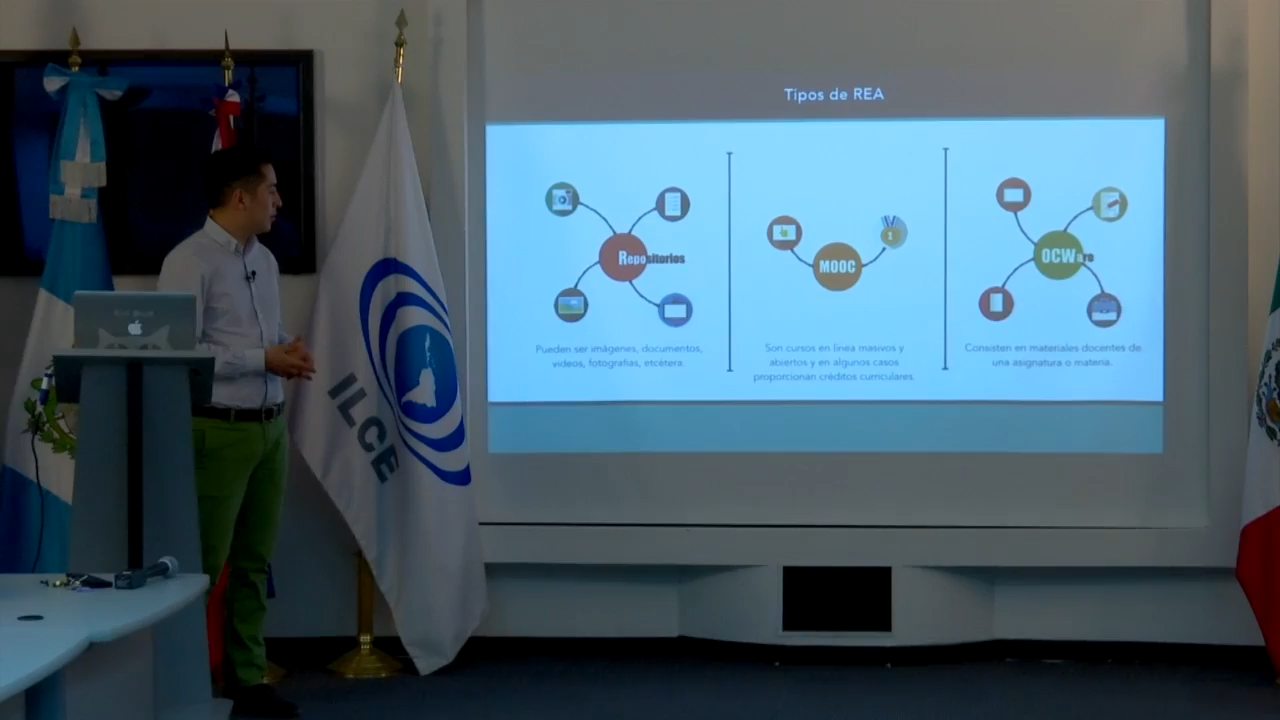 Tipos de REA
Repositorios
Pueden ser imágenes, documentos,
videos, fotografías, etcétera.
MOOC
1
Son cursos en línea masivos y
abiertos y en algunos casos
proporcionan créditos curriculares.
OCWare
Consisten en materiales docentes de
una asignatura o materia.
ILCE